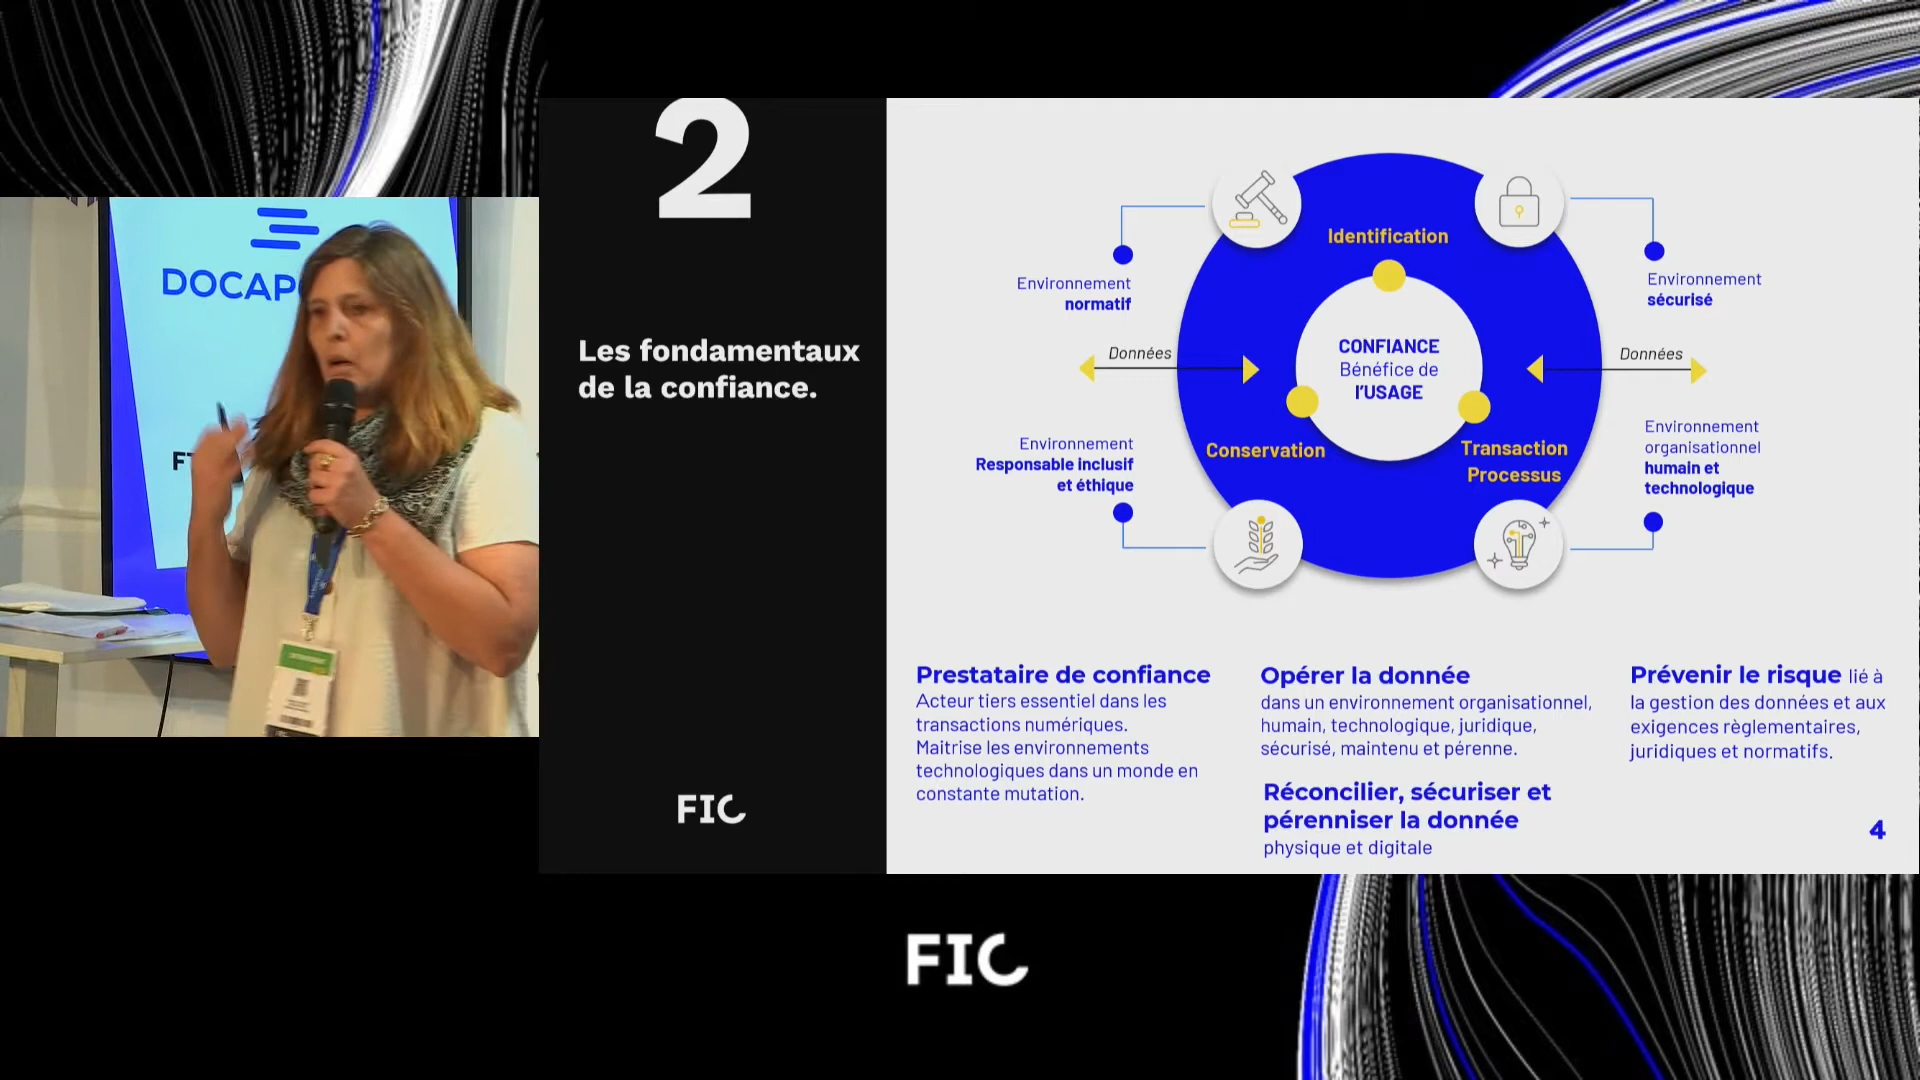 DOCAP
2
Les fondamentaux
de la confiance.
FIC
Identification
Environnement
normatif
Environnement
sécurisé
Données
CONFIANCE
Bénéfice de
l'USAGE
Données
Environnement
Responsable inclusif
et éthique
Conservation
Transaction
Processus
Environnement
organisationnel
humain et
technologique
Prestataire de confiance
Acteur tiers essentiel dans les
transactions numériques.
Maitrise les environnements
technologiques dans un monde en
constante mutation.
Opérer la donnée
dans un environnement organisationnel,
humain, technologique, juridique,
sécurisé, maintenu et pérenne.
Réconcilier, sécuriser et
pérenniser la donnée
physique et digitale
Prévenir le risque lié à
la gestion des données et aux
exigences règlementaires,
juridiques et normatifs.
4
FIC